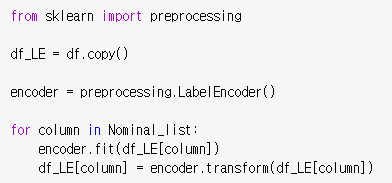 from sklearn import preprocessing
df_LE = df.copy()
encoder = preprocessing.LabelEncoder()
for column in Nominal_list:
    encoder.fit(df_LE[column])
    df_LE[column] = encoder.transform(df_LE[column])